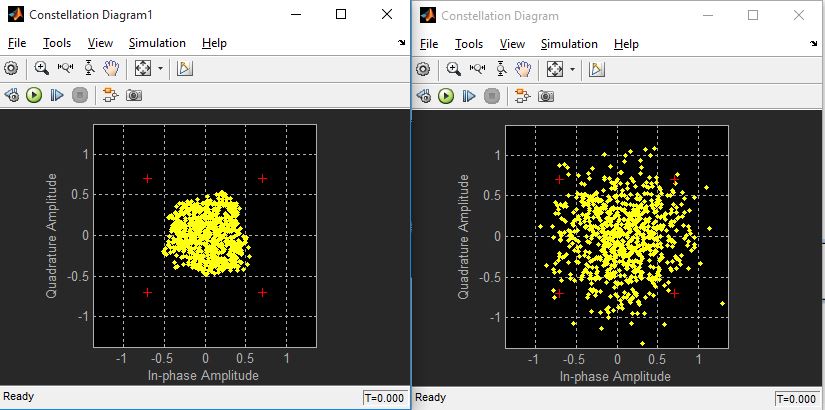 Constellation Diagram1
File Tools View Simulation Help
1
0.5
0
-0.5
-1
Quadrature Amplitude
-1 -0.5 0 0.5 1
In-phase Amplitude
Ready
T=0.000
Constellation Diagram
File Tools View Simulation Help
1
0.5
0
-0.5
-1
Quadrature Amplitude
-1 -0.5 0 0.5 1
In-phase Amplitude
Ready
T=0.000